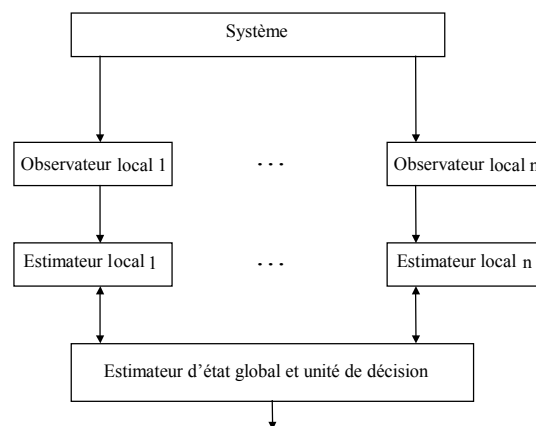 Système
Observateur local 1
...
Observateur local n
Estimateur local 1
...
Estimateur local n
Estimateur d'état global et unité de décision